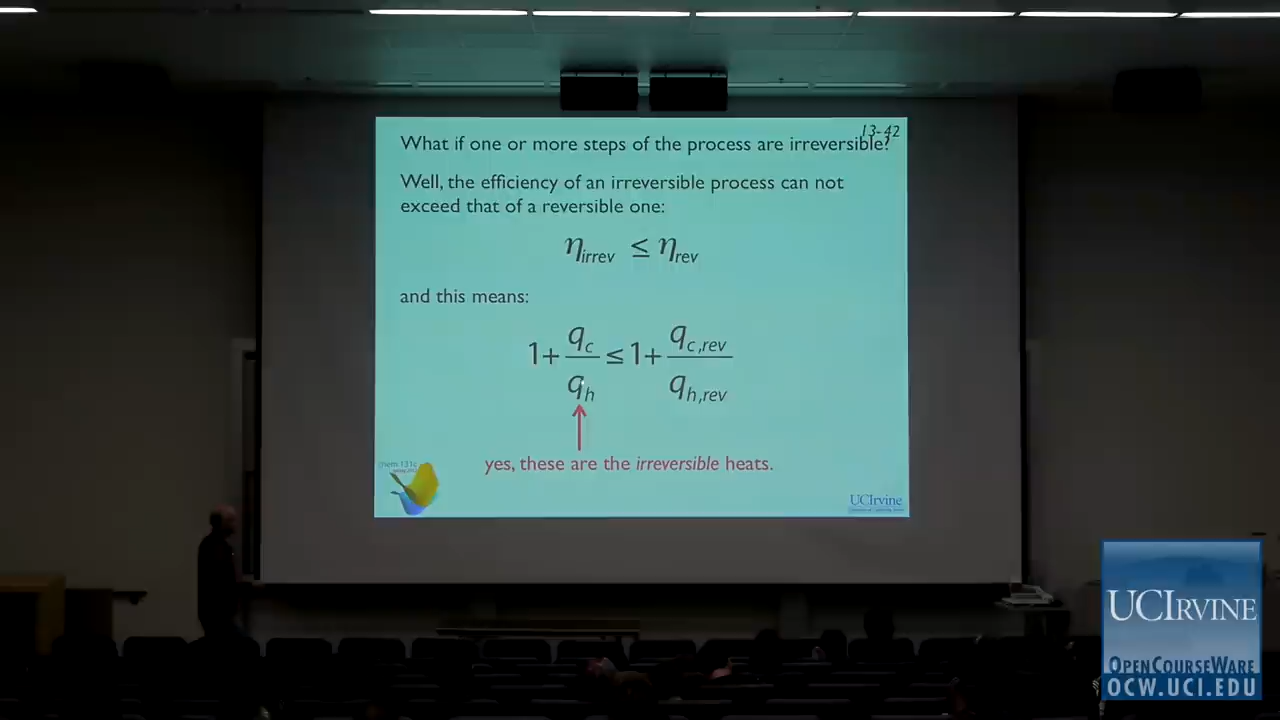 13-42
What if one or more steps of the process are irreversible?
Well, the efficiency of an irreversible process can not
exceed that of a reversible one:
η_irrev ≤ η_rev
and this means:
1+ q_c / q_h ≤ 1+ q_c,rev / q_h,rev
yes, these are the irreversible heats.
chem 131c
UCIrvine
UCIRVINE
OPENCOURSEWARE
OCW.UCI.EDU